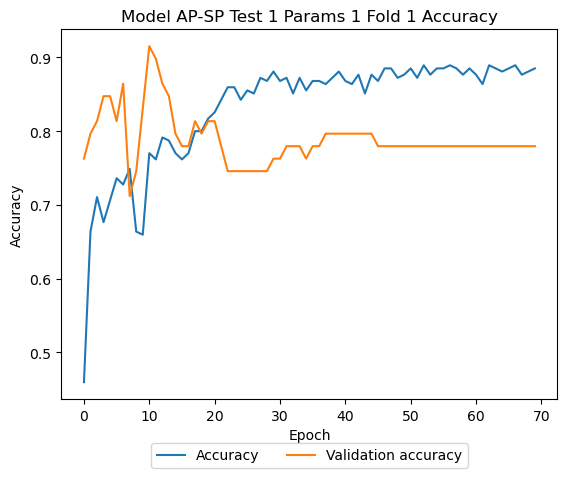 Model AP-SP Test 1 Params 1 Fold 1 Accuracy
Accuracy
0.9
0.8
0.7
0.6
0.5
0 10 20 30 40 50 60 70
Epoch
Accuracy Validation accuracy